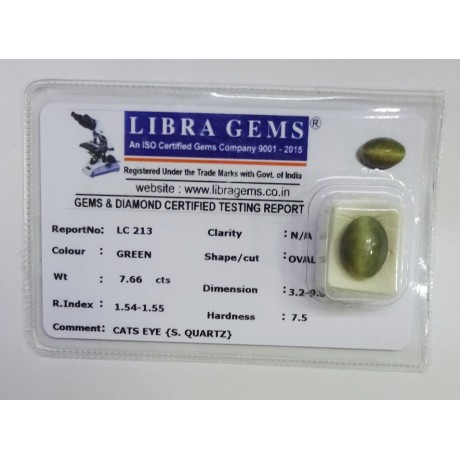 LIBRA GEMS®
An ISO Certified Gems Company 9001 - 2015
Registered Under the Trade Marks with Govt. of India
website : www.libragems.co.in
GEMS & DIAMOND CERTIFIED TESTING REPORT
ReportNo: LC 213 Clarity : N/A
Colour : GREEN Shape/cut : OVAL
Wt : 7.66 cts Dimension :
R.Index : 1.54-1.55 Hardness : 7.5
Comment: CATS EYE {S. QUARTZ}